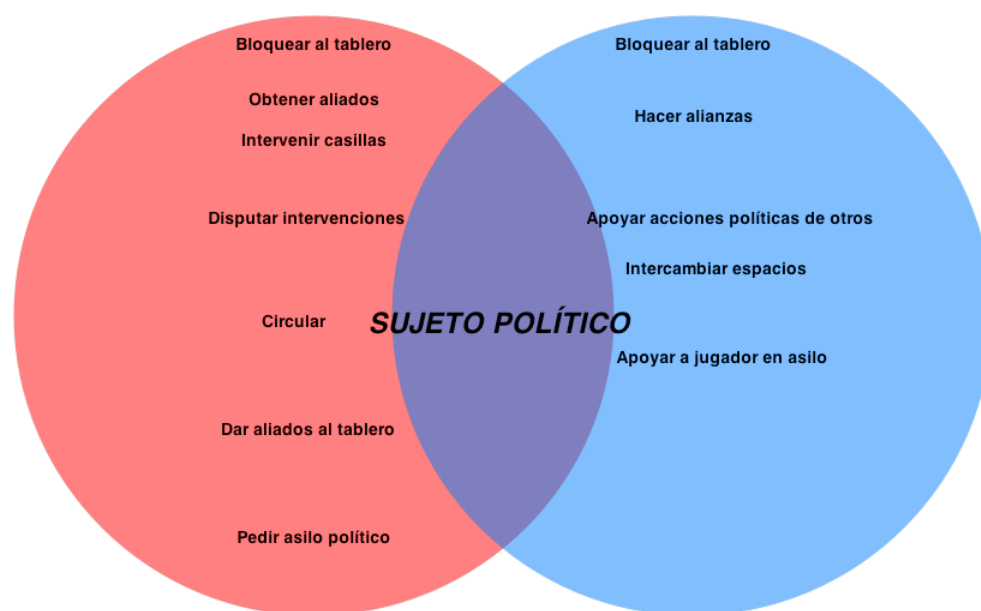 Bloquear al tablero
Obtener aliados
Intervenir casillas
Disputar intervenciones
Circular
Dar aliados al tablero
Pedir asilo político
SUJETO POLÍTICO
Bloquear al tablero
Hacer alianzas
Apoyar acciones políticas de otros
Intercambiar espacios
Apoyar a jugador en asilo